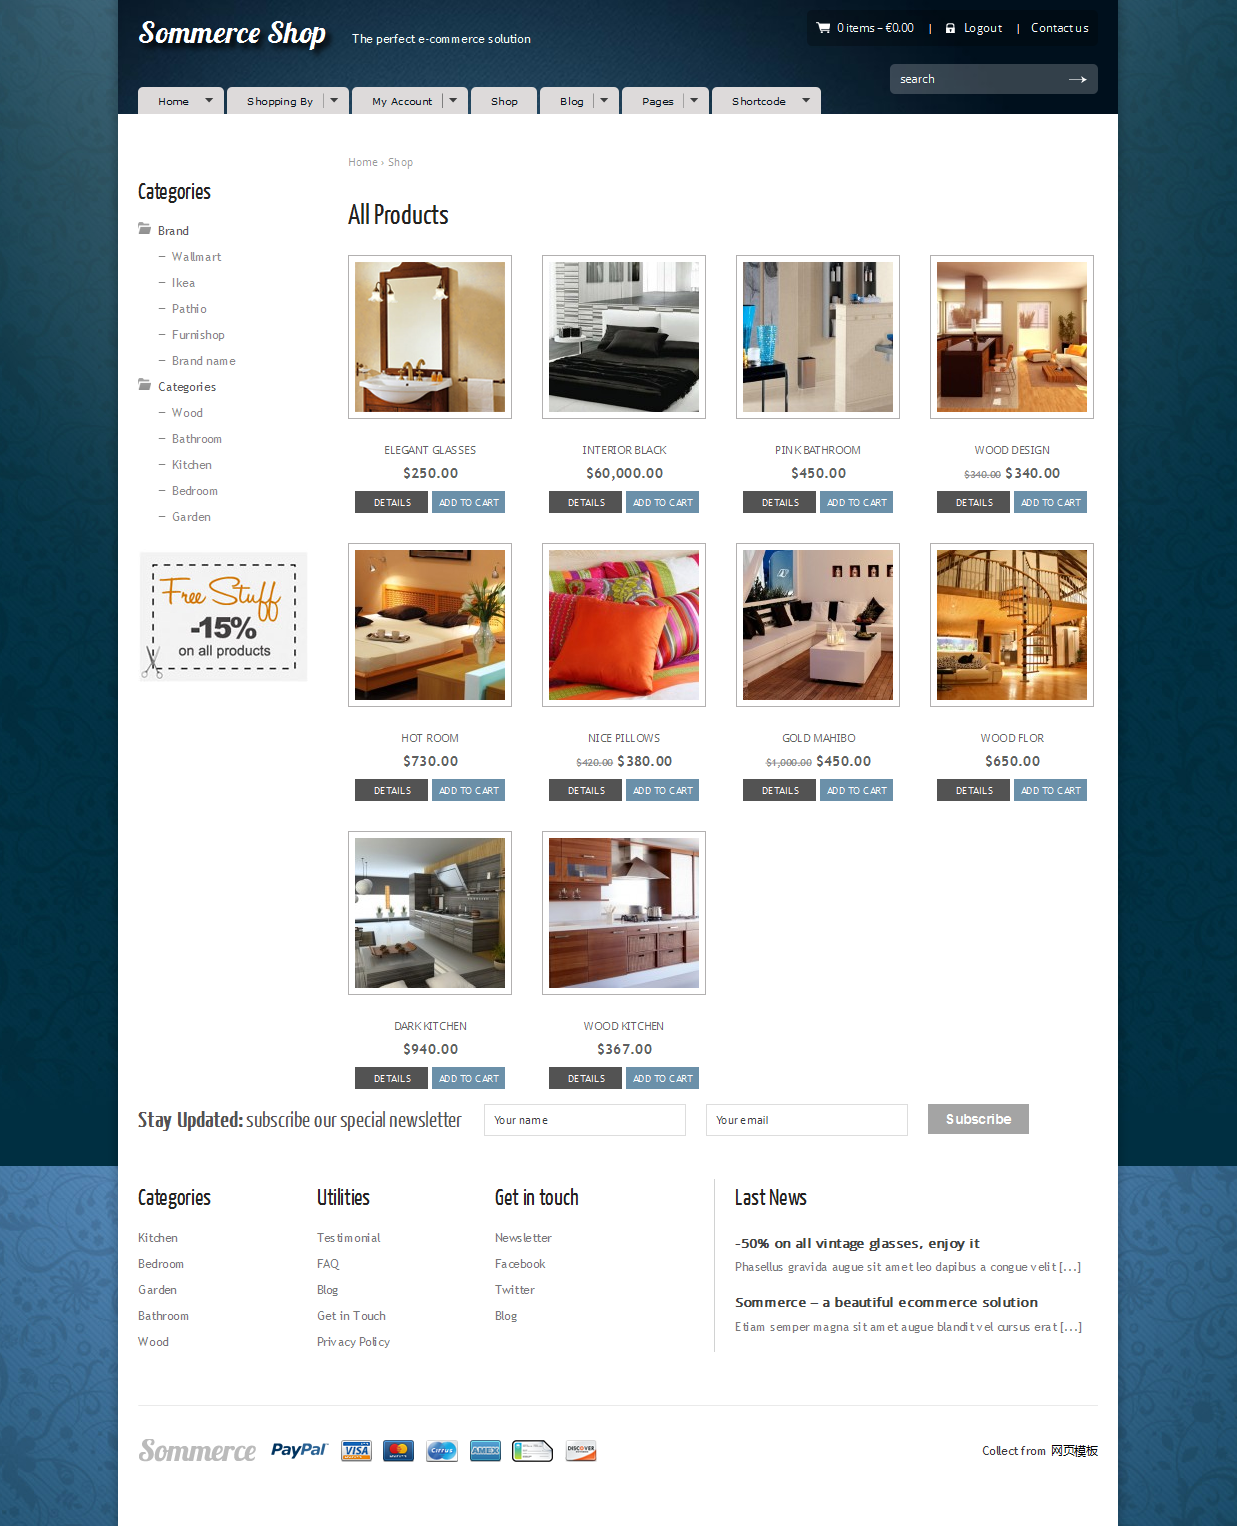 Sommerce Shop
The perfect e-commerce solution
0 items – €0.00 | Logout | Contact us
search
Home
Shopping By
My Account
Shop
Blog
Pages
Shortcode
Home › Shop
Categories
Brand
– Wallmart
– Ikea
– Pathio
– Furnishop
– Brand name
Categories
– Wood
– Bathroom
– Kitchen
– Bedroom
– Garden
Free Stuff
-15%
on all products
All Products
ELEGANT GLASSES
$250.00
DETAILS ADD TO CART
INTERIOR BLACK
$60,000.00
DETAILS ADD TO CART
PINK BATHROOM
$450.00
DETAILS ADD TO CART
WOOD DESIGN
$340.00 $340.00
DETAILS ADD TO CART
HOT ROOM
$730.00
DETAILS ADD TO CART
NICE PILLOWS
$420.00 $380.00
DETAILS ADD TO CART
GOLD MAHIBO
$1,000.00 $450.00
DETAILS ADD TO CART
WOOD FLOR
$650.00
DETAILS ADD TO CART
DARK KITCHEN
$940.00
DETAILS ADD TO CART
WOOD KITCHEN
$367.00
DETAILS ADD TO CART
Stay Updated: subscribe our special newsletter
Your name
Your email
Subscribe
Categories
Kitchen
Bedroom
Garden
Bathroom
Wood
Utilities
Testimonial
FAQ
Blog
Get in Touch
Privacy Policy
Get in touch
Newsletter
Facebook
Twitter
Blog
Last News
-50% on all vintage glasses, enjoy it
Phasellus gravida augue sit amet leo dapibus a congue velit [...]
Sommerce – a beautiful ecommerce solution
Etiam semper magna sit amet augue blandit vel cursus erat [...]
Sommerce
PayPal
VISA
Cirrus
AMEX
DISCOVER
Collect from 网页模板